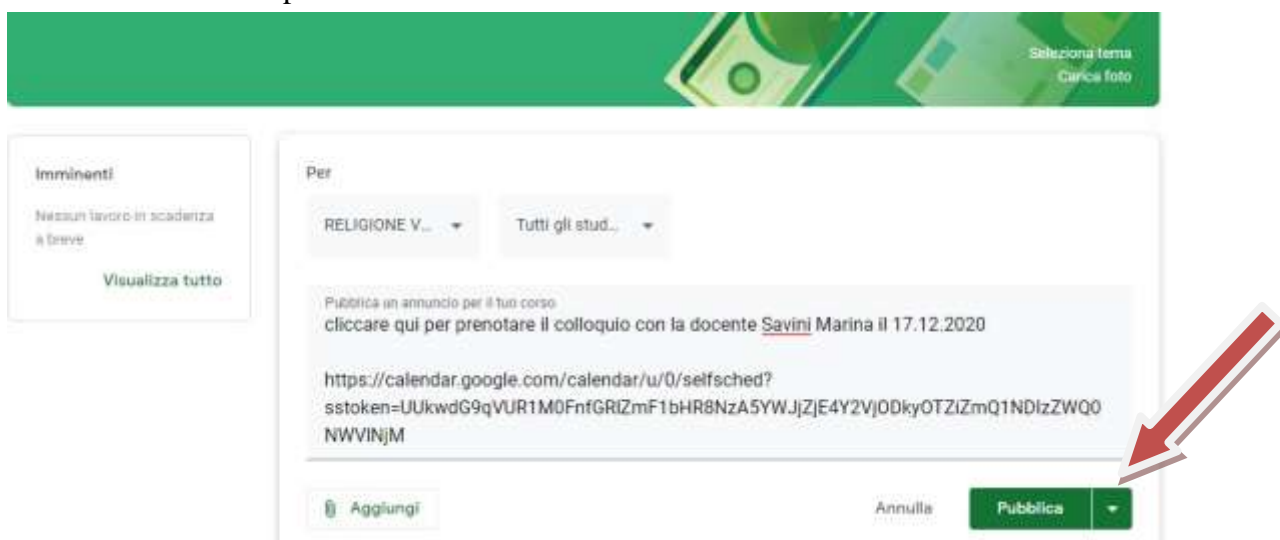 Seleziona tema
Carica foto
Imminenti
Nessun lavoro in scadenza
a breve
Visualizza tutto
Per
RELIGIONE V...
Tutti gli stud...
Pubblica un annuncio per il tuo corso
cliccare qui per prenotare il colloquio con la docente Savini Marina il 17.12.2020
https://calendar.google.com/calendar/u/0/selfsched?
sstoken=UUkwdG9qVUR1M0FnfGRlZmF1bHR8NzA5YWJjZjE4Y2VjODkyOTZiZmQ1NDIzZWQ0
NWVlNjM
Aggiungi
Annulla
Pubblica